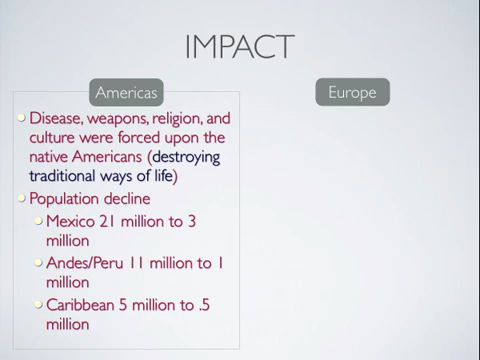 IMPACT
Americas
Europe
Disease, weapons, religion, and
culture were forced upon the
native Americans (destroying
traditional ways of life)
Population decline
Mexico 21 million to 3
million
Andes/Peru 11 million to 1
million
Caribbean 5 million to .5
million